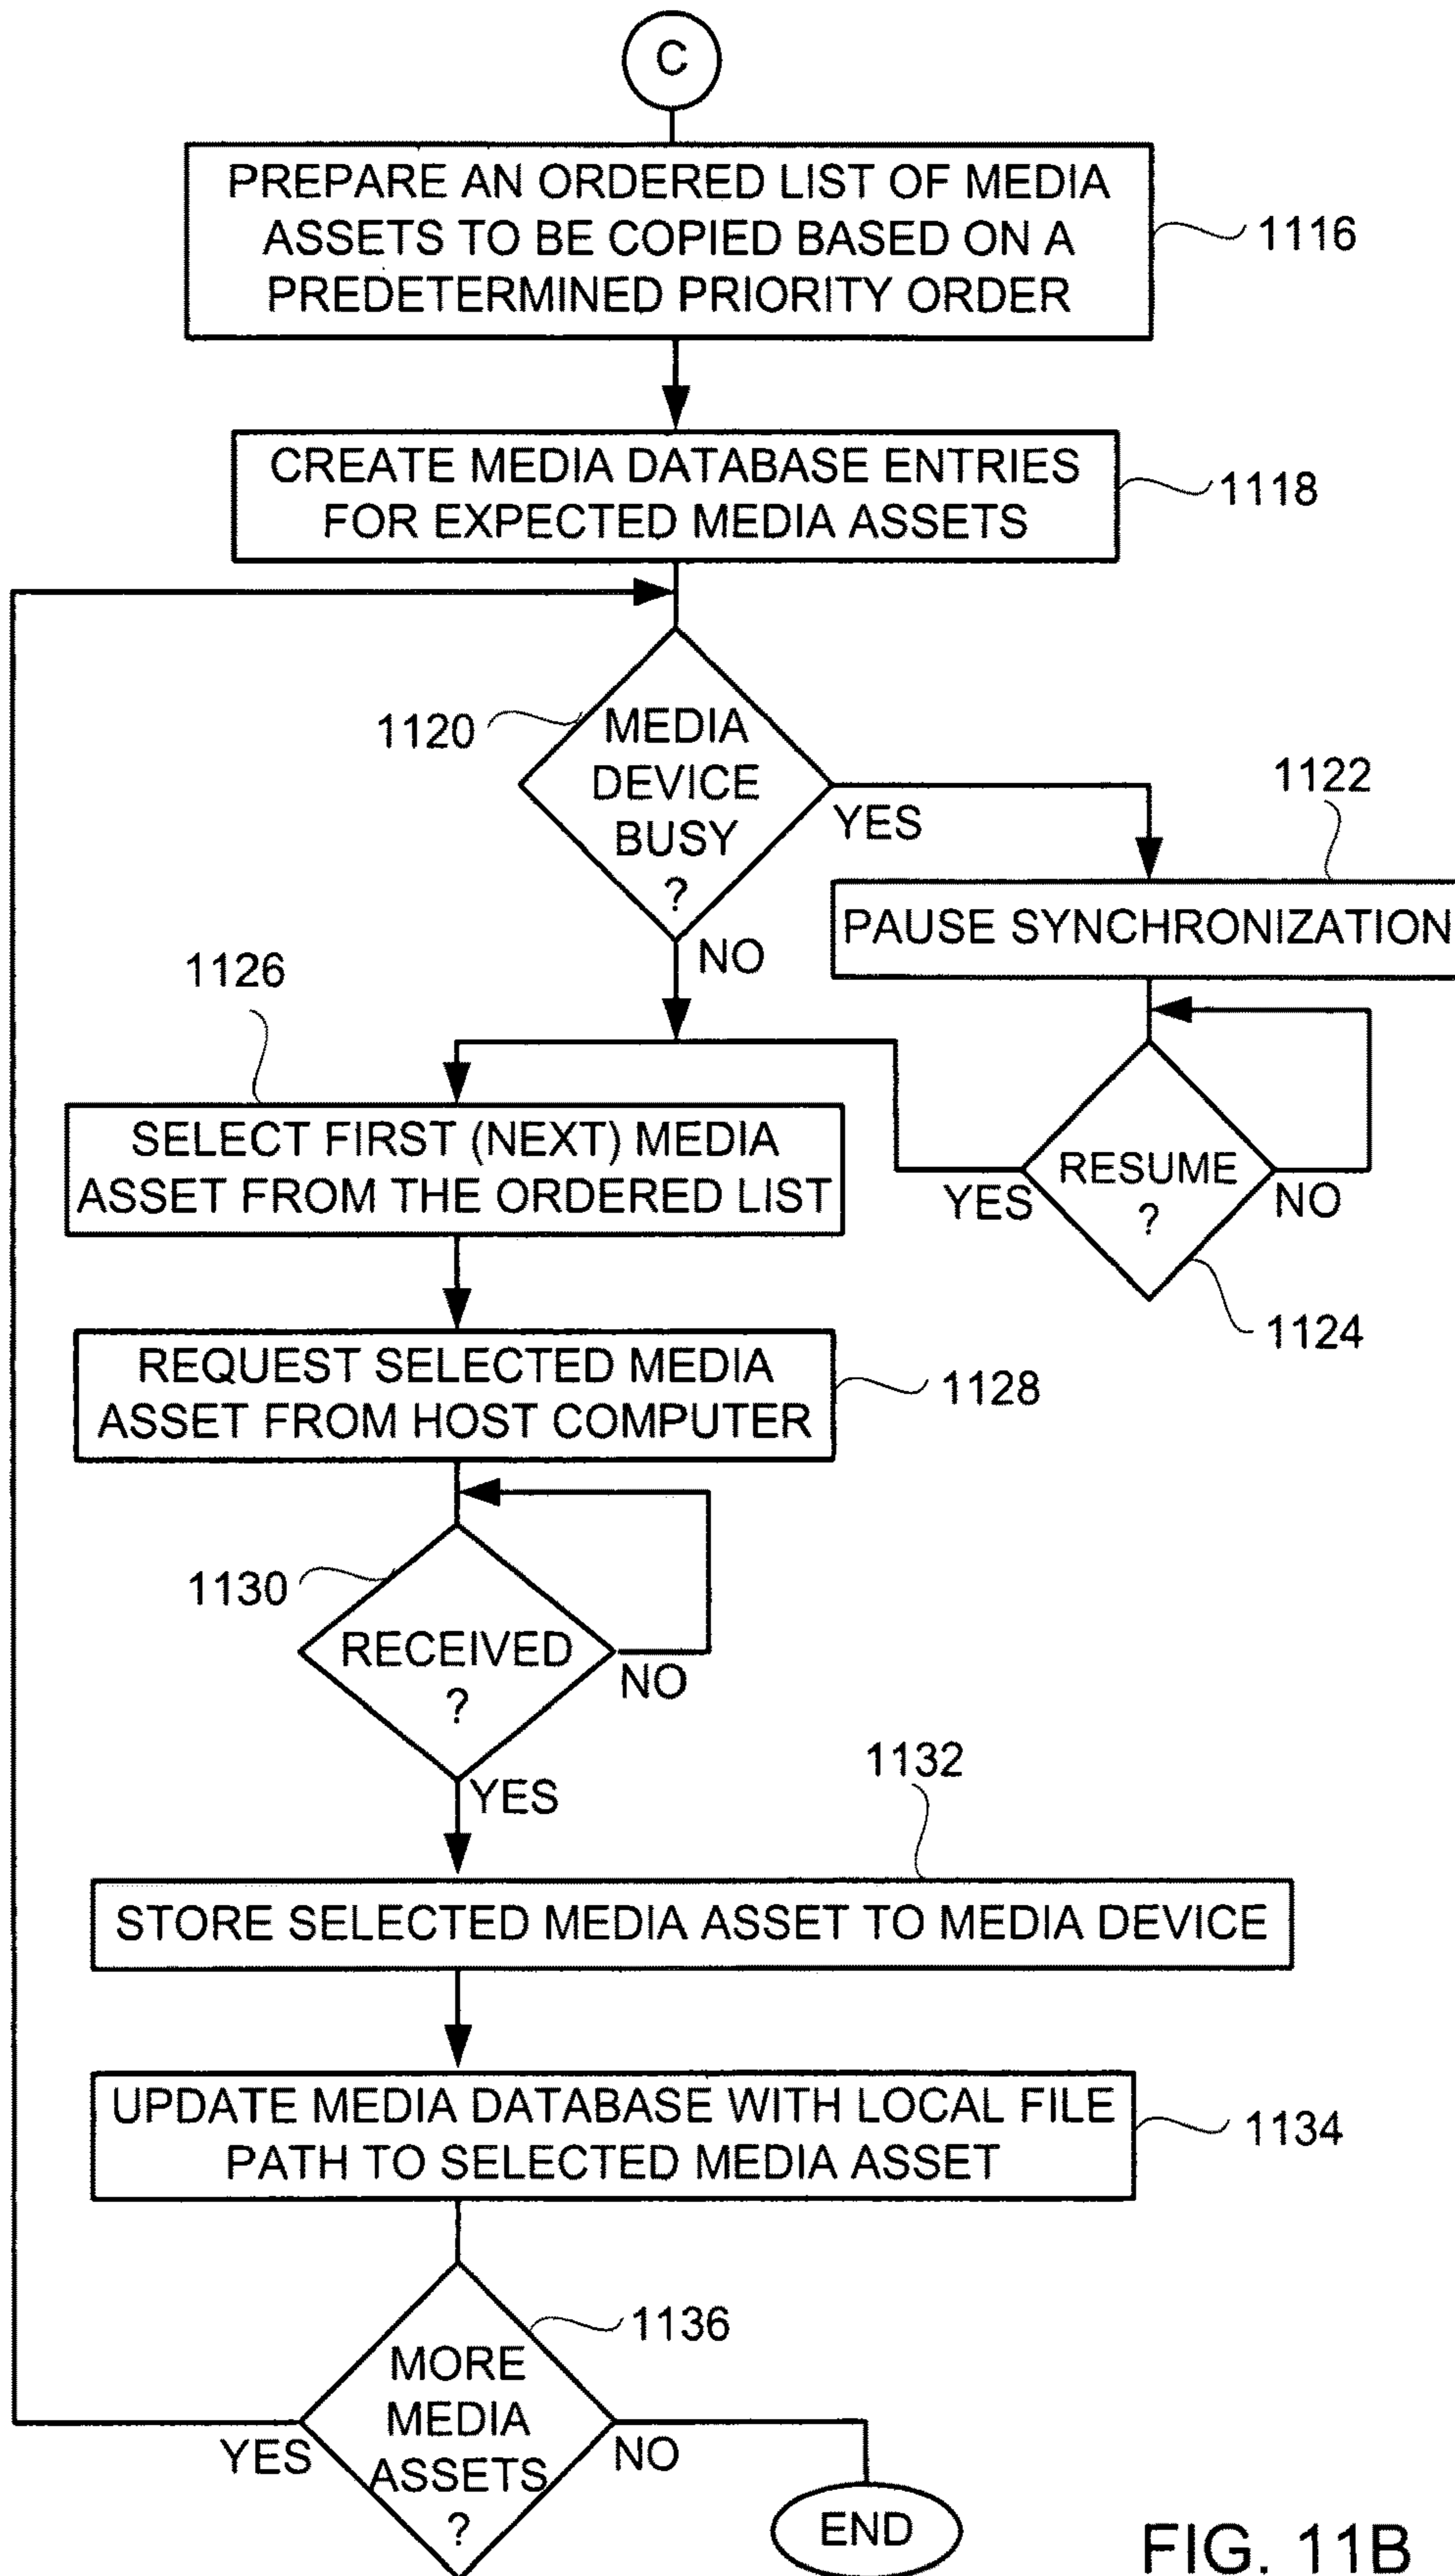 C
PREPARE AN ORDERED LIST OF MEDIA
ASSETS TO BE COPIED BASED ON A
PREDETERMINED PRIORITY ORDER
1116
CREATE MEDIA DATABASE ENTRIES
FOR EXPECTED MEDIA ASSETS
1118
1120
MEDIA
DEVICE
BUSY
?
YES
NO
1122
PAUSE SYNCHRONIZATION
RESUME
?
YES
NO
1124
1126
SELECT FIRST (NEXT) MEDIA
ASSET FROM THE ORDERED LIST
REQUEST SELECTED MEDIA
ASSET FROM HOST COMPUTER
1128
1130
RECEIVED
?
NO
YES
1132
STORE SELECTED MEDIA ASSET TO MEDIA DEVICE
UPDATE MEDIA DATABASE WITH LOCAL FILE
PATH TO SELECTED MEDIA ASSET
1134
1136
MORE
MEDIA
ASSETS
?
YES
NO
END
FIG. 11B